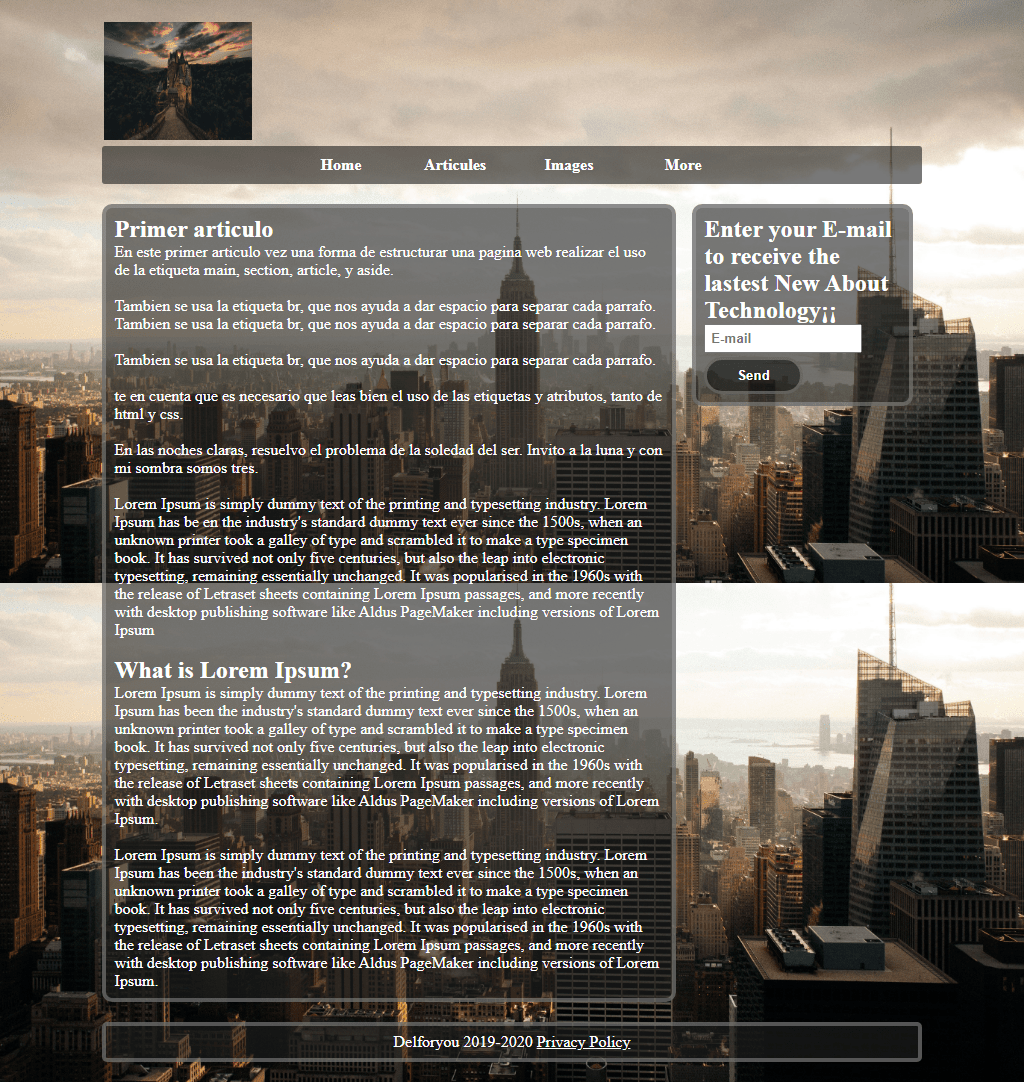 Home Articules Images More
Primer articulo
En este primer articulo vez una forma de estructurar una pagina web realizar el uso
de la etiqueta main, section, article, y aside.
Tambien se usa la etiqueta br, que nos ayuda a dar espacio para separar cada parrafo.
Tambien se usa la etiqueta br, que nos ayuda a dar espacio para separar cada parrafo.
Tambien se usa la etiqueta br, que nos ayuda a dar espacio para separar cada parrafo.
te en cuenta que es necesario que leas bien el uso de las etiquetas y atributos, tanto de
html y css.
En las noches claras, resuelvo el problema de la soledad del ser. Invito a la luna y con
mi sombra somos tres.
Lorem Ipsum is simply dummy text of the printing and typesetting industry. Lorem
Ipsum has be en the industry's standard dummy text ever since the 1500s, when an
unknown printer took a galley of type and scrambled it to make a type specimen
book. It has survived not only five centuries, but also the leap into electronic
typesetting, remaining essentially unchanged. It was popularised in the 1960s with
the release of Letraset sheets containing Lorem Ipsum passages, and more recently
with desktop publishing software like Aldus PageMaker including versions of Lorem
Ipsum
What is Lorem Ipsum?
Lorem Ipsum is simply dummy text of the printing and typesetting industry. Lorem
Ipsum has been the industry's standard dummy text ever since the 1500s, when an
unknown printer took a galley of type and scrambled it to make a type specimen
book. It has survived not only five centuries, but also the leap into electronic
typesetting, remaining essentially unchanged. It was popularised in the 1960s with
the release of Letraset sheets containing Lorem Ipsum passages, and more recently
with desktop publishing software like Aldus PageMaker including versions of Lorem
Ipsum.
Lorem Ipsum is simply dummy text of the printing and typesetting industry. Lorem
Ipsum has been the industry's standard dummy text ever since the 1500s, when an
unknown printer took a galley of type and scrambled it to make a type specimen
book. It has survived not only five centuries, but also the leap into electronic
typesetting, remaining essentially unchanged. It was popularised in the 1960s with
the release of Letraset sheets containing Lorem Ipsum passages, and more recently
with desktop publishing software like Aldus PageMaker including versions of Lorem
Ipsum.
Enter your E-mail
to receive the
lastest New About
Technology¡¡
E-mail
Send
Delforyou 2019-2020 Privacy Policy